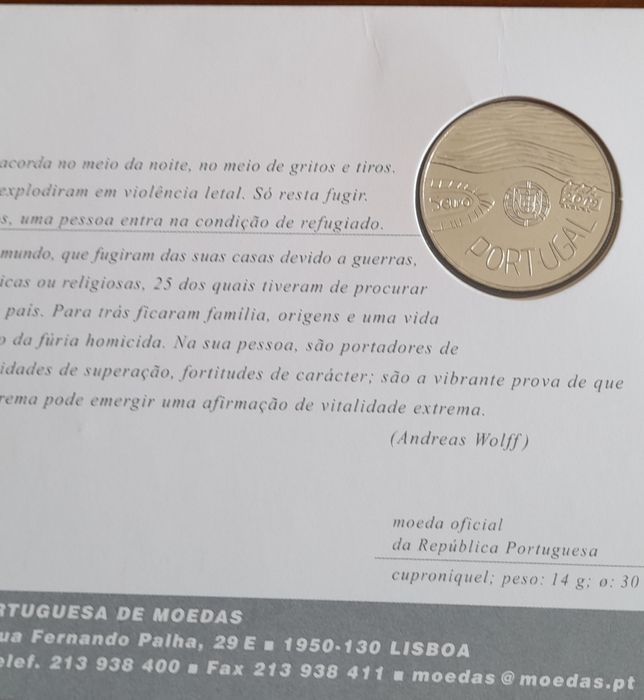 acorda no meio da noite, no meio de gritos e tiros.
explodiram em violência letal. Só resta fugir.
s, uma pessoa entra na condição de refugiado.
mundo, que fugiram das suas casas devido a guerras,
icas ou religiosas, 25 dos quais tiveram de procurar
país. Para trás ficaram família, origens e uma vida
o da fúria homicida. Na sua pessoa, são portadores de
idades de superação, fortitudes de carácter; são a vibrante prova de que
rema pode emergir uma afirmação de vitalidade extrema.
(Andreas Wolff)
5euro
PORTUGAL
moeda oficial
da República Portuguesa
cuproníquel; peso: 14 g; ø: 30
RTUGUESA DE MOEDAS
ua Fernando Palha, 29 E ■ 1950-130 LISBOA
elef. 213 938 400 ■ Fax 213 938 411 ■ moedas@moedas.pt